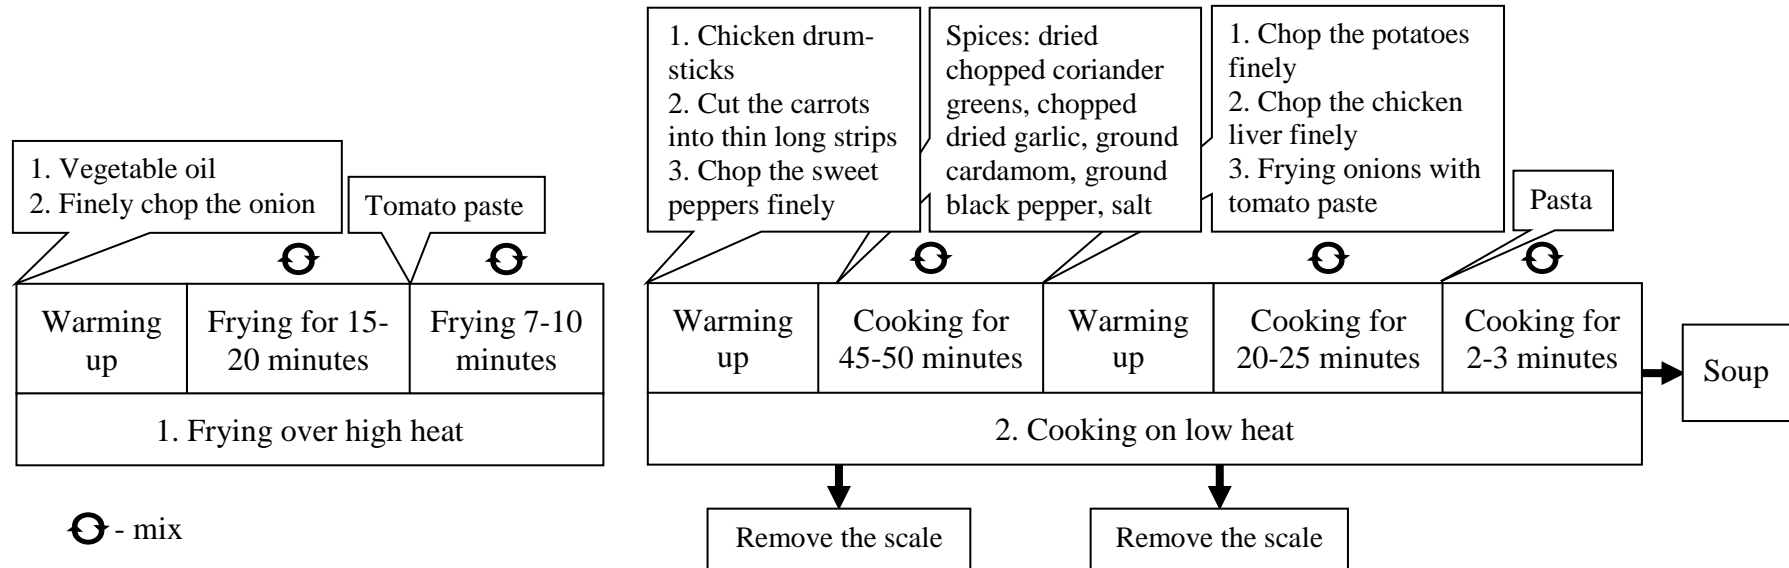 1. Vegetable oil
2. Finely chop the onion
Tomato paste
1. Chicken drum-
sticks
2. Cut the carrots
into thin long strips
3. Chop the sweet
peppers finely
Spices: dried
chopped coriander
greens, chopped
dried garlic, ground
cardamom, ground
black pepper, salt
1. Chop the potatoes
finely
2. Chop the chicken
liver finely
3. Frying onions with
tomato paste
Pasta
Warming
up
Frying for 15-
20 minutes
Frying 7-10
minutes
1. Frying over high heat
Warming
up
Cooking for
45-50 minutes
Warming
up
Cooking for
20-25 minutes
Cooking for
2-3 minutes
2. Cooking on low heat
Soup
Remove the scale
Remove the scale
- mix